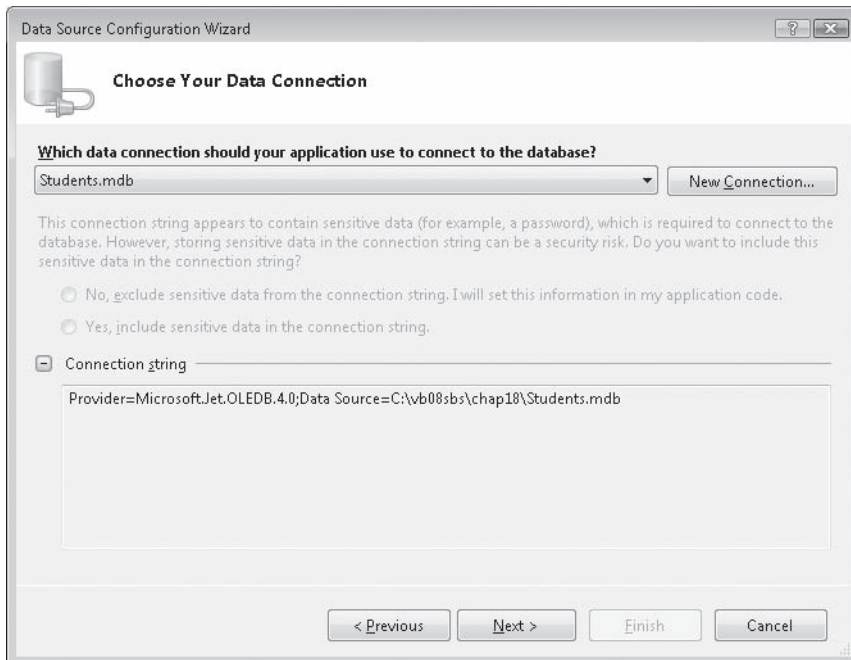 Data Source Configuration Wizard
Choose Your Data Connection
Which data connection should your application use to connect to the database?
Students.mdb
New Connection...
This connection string appears to contain sensitive data (for example, a password), which is required to connect to the
database. However, storing sensitive data in the connection string can be a security risk. Do you want to include this
sensitive data in the connection string?
No, exclude sensitive data from the connection string. I will set this information in my application code.
Yes, include sensitive data in the connection string.
Connection string
Provider=Microsoft.Jet.OLEDB.4.0;Data Source=C:\vb08sbs\chap18\Students.mdb
< Previous
Next >
Finish
Cancel